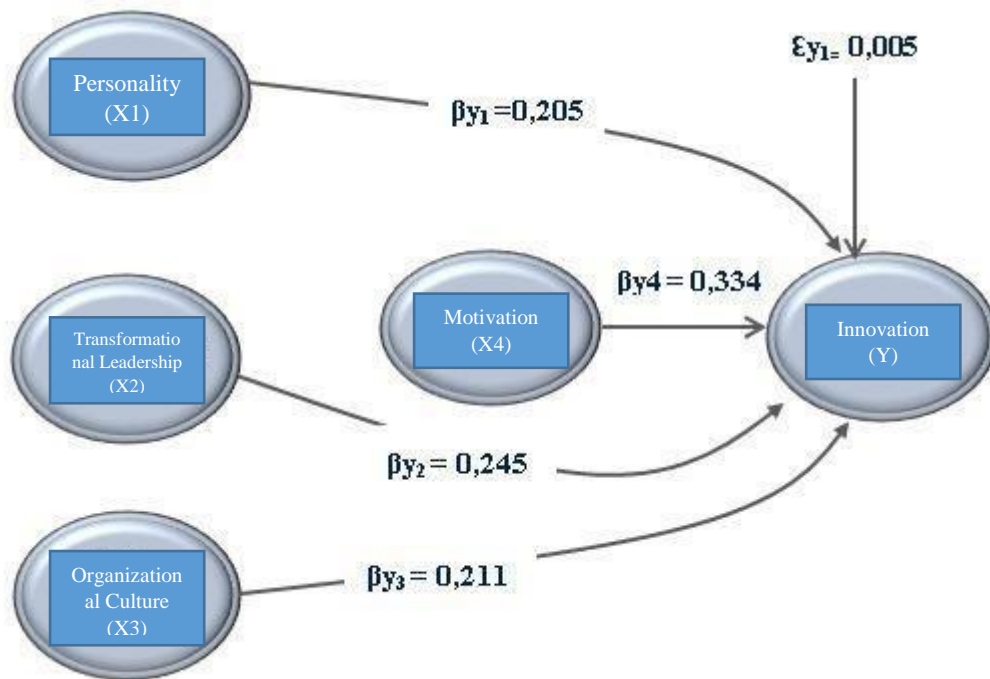 Personality
(X1)
εy₁₌ 0,005
βy₁ =0,205
Transformatio
nal Leadership
(X2)
Motivation
(X4)
βy4 = 0,334
Innovation
(Y)
βy₂ = 0,245
Organization
al Culture
(X3)
βy₃ = 0,211